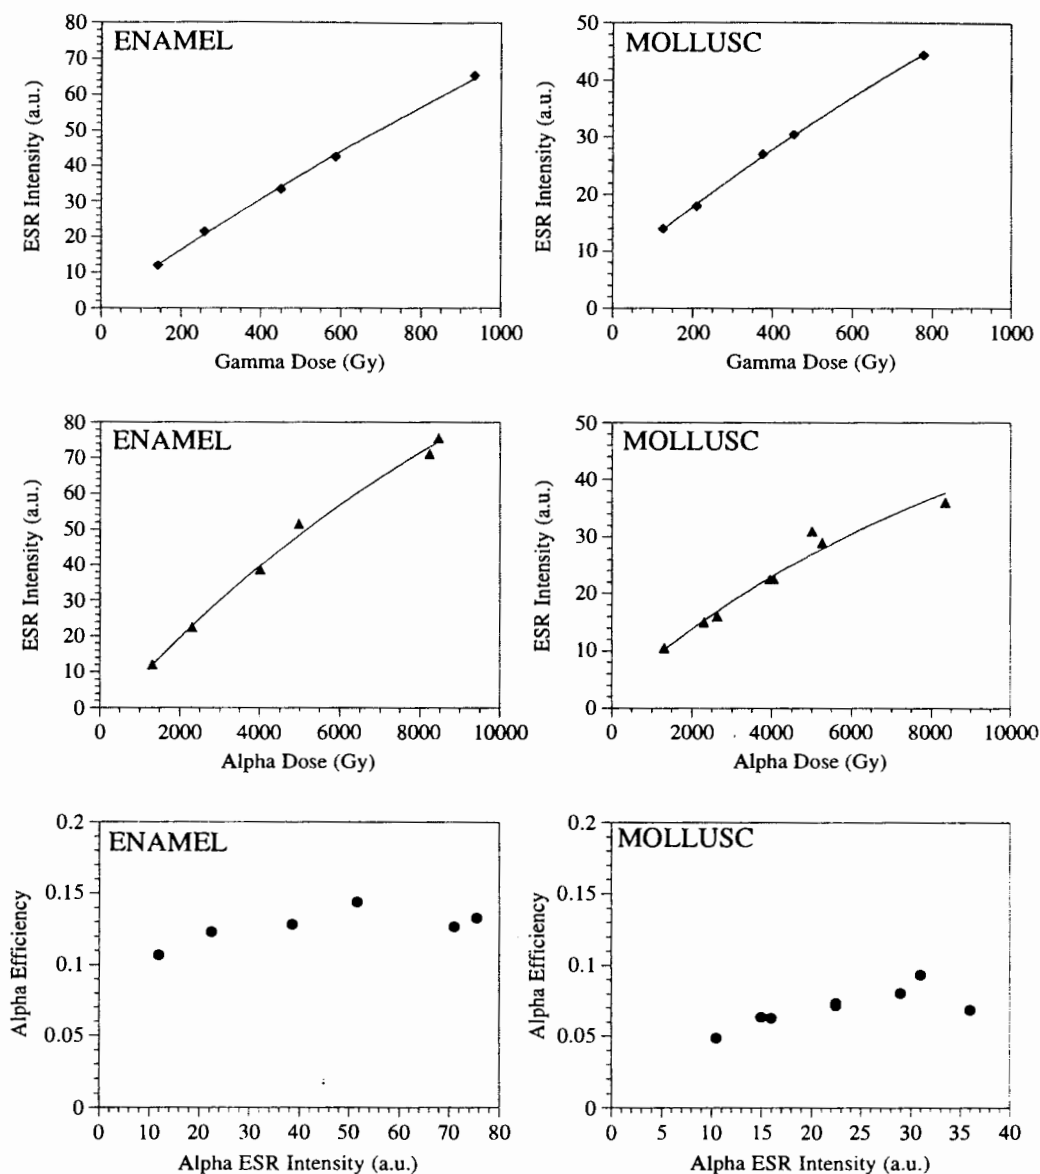 ENAMEL
80
70
60
50
40
30
20
10
0
ESR Intensity (a.u.)
0 200 400 600 800 1000
Gamma Dose (Gy)
MOLLUSC
50
40
30
20
10
0
ESR Intensity (a.u.)
0 200 400 600 800 1000
Gamma Dose (Gy)
ENAMEL
80
70
60
50
40
30
20
10
0
ESR Intensity (a.u.)
0 2000 4000 6000 8000 10000
Alpha Dose (Gy)
MOLLUSC
50
40
30
20
10
0
ESR Intensity (a.u.)
0 2000 4000 6000 8000 10000
Alpha Dose (Gy)
ENAMEL
0.2
0.15
0.1
0.05
0
Alpha Efficiency
0 10 20 30 40 50 60 70 80
Alpha ESR Intensity (a.u.)
MOLLUSC
0.2
0.15
0.1
0.05
0
Alpha Efficiency
0 5 10 15 20 25 30 35 40
Alpha ESR Intensity (a.u.)